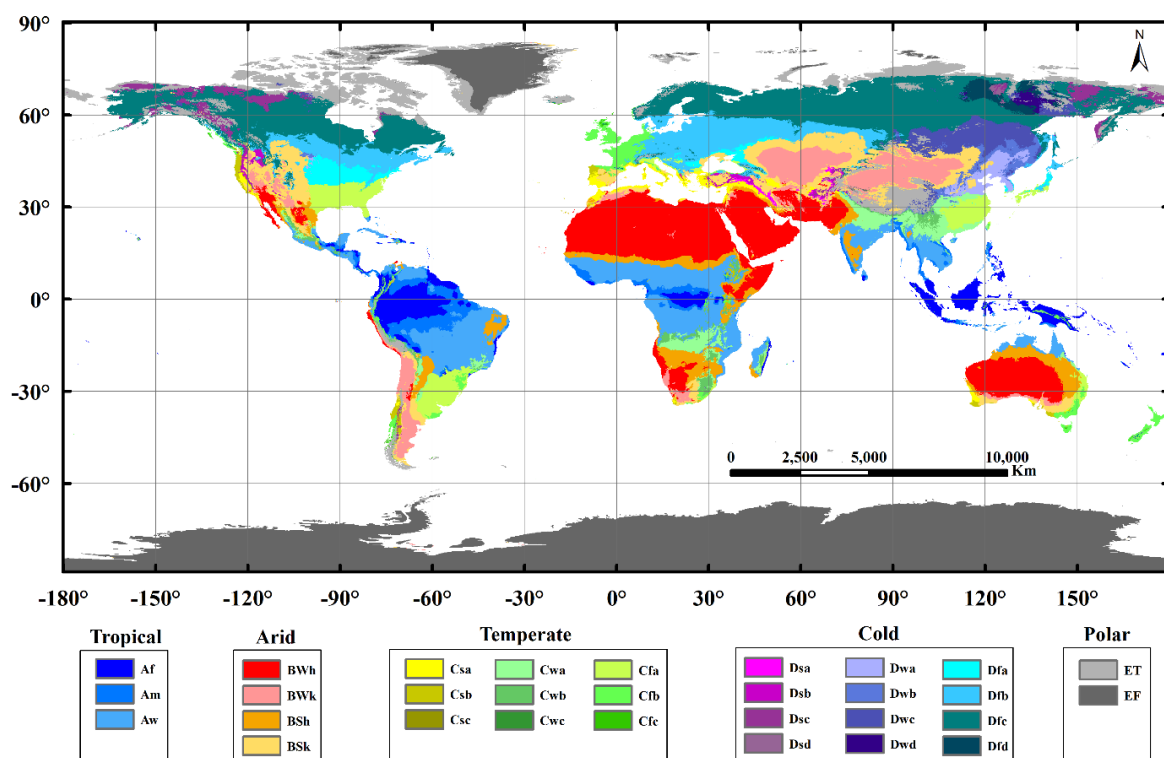 90°
N
60°
30°
0°
-30°
0 2,500 5,000 10,000
Km
-60°
-180° -150° -120° -90° -60° -30° 0° 30° 60° 90° 120° 150°
Tropical Arid Temperate Cold Polar
Af BWh Csa Cwa Cfa Dsa Dwa Dfa ET
Am BWk Csb Cwb Cfb Dsb Dwb Dfb EF
Aw BSh Csc Cwc Cfc Dsc Dwc Dfc
BSk Dsd Dwd Dfd